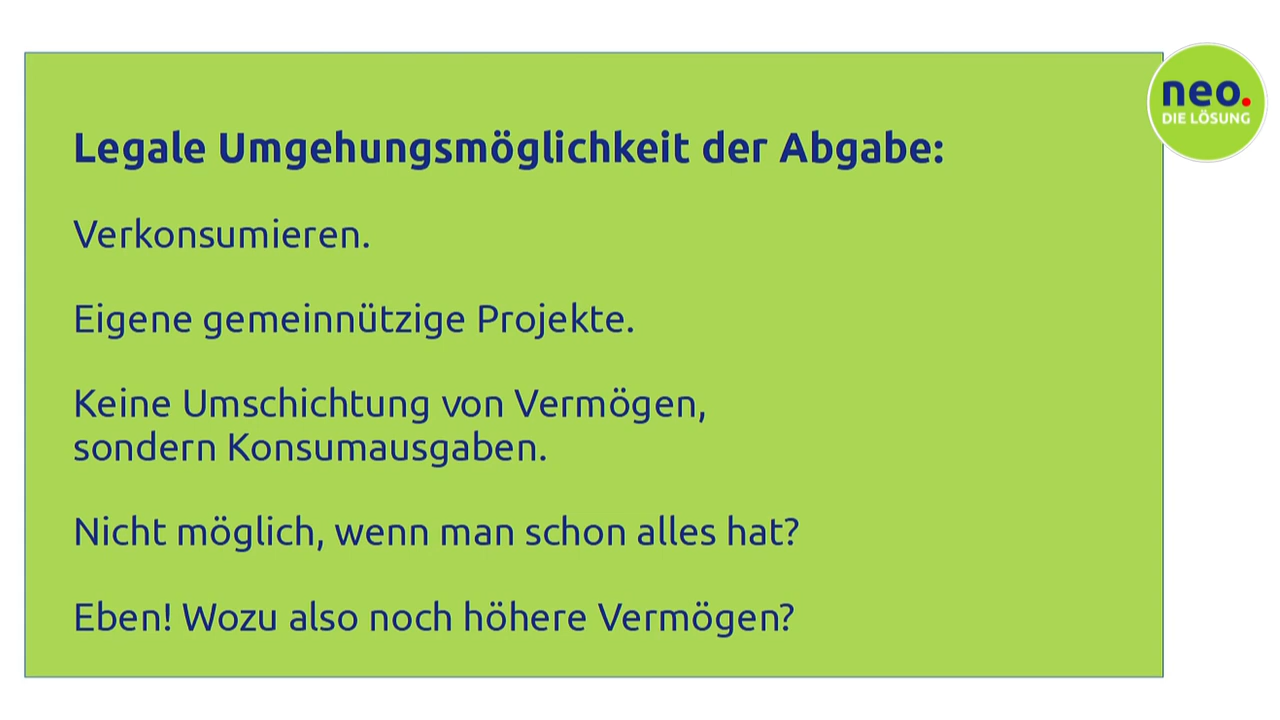 neo.
DIE LÖSUNG
Legale Umgehungsmöglichkeit der Abgabe:
Verkonsumieren.
Eigene gemeinnützige Projekte.
Keine Umschichtung von Vermögen,
sondern Konsumausgaben.
Nicht möglich, wenn man schon alles hat?
Eben! Wozu also noch höhere Vermögen?